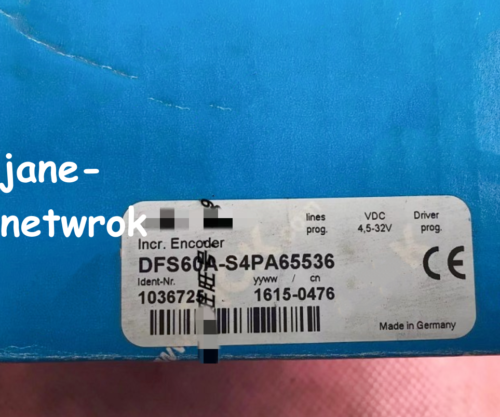 jane-
netwrok
lines
prog.
VDC
4,5-32V
Driver
prog.
Incr. Encoder
DFS60A-S4PA65536
Ident-Nr.
yyww / cn
1036725
1615-0476
CE
Made in Germany